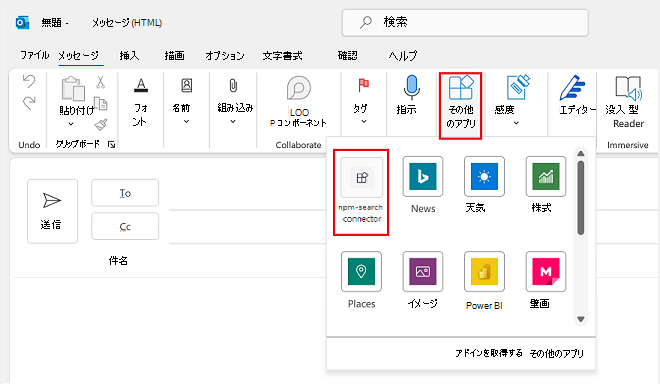 無題 - メッセージ (HTML) 検索
ファイル メッセージ 挿入 描画 オプション 文字書式 確認 ヘルプ
貼り付け
フォ
ント
名前
組み込み
LOO
P コンポーネント
タグ
指示
その他
のアプリ
感度
エディター
没入 型
Reader
Undo クリップボード Collaborate Immersive
送信
To
Cc
件名
npm-search
connector
News
天気
株式
Places
イメージ
Power BI
壁画
アドインを取得する その他のアプリ